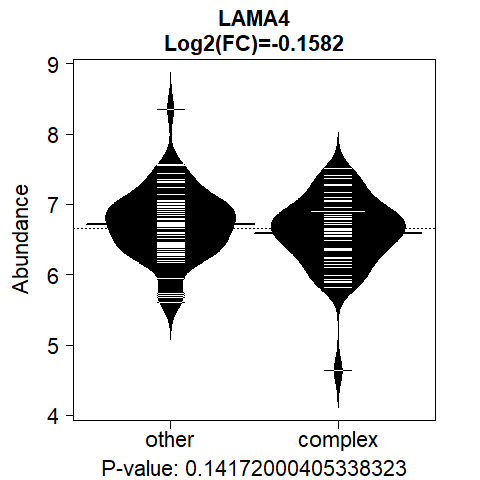 LAMA4
Log2(FC)=-0.1582
9
8
7
6
5
4
Abundance
other
complex
P-value: 0.14172000405338323